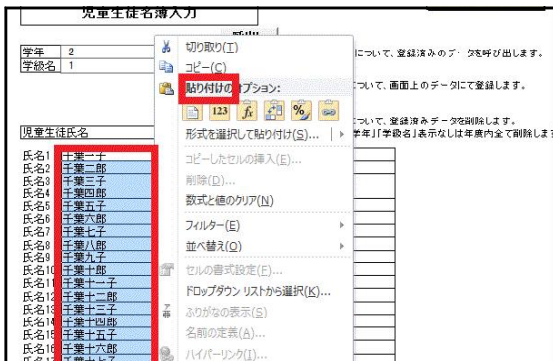 児童生徒名簿入力
学年 2
学級名 1
について、登録済みのデータを呼び出します。
ついて、画面上のデータにて登録します。
ついて、登録済みデータを削除します。
学年」「学級名」表示なしは年度内全て削除しま
児童生徒氏名
氏名1 千葉一子
氏名2 千葉二郎
氏名3 千葉三子
氏名4 千葉四郎
氏名5 千葉五子
氏名6 千葉六郎
氏名7 千葉七子
氏名8 千葉八郎
氏名9 千葉九子
氏名10 千葉十郎
氏名11 千葉十一子
氏名12 千葉十二郎
氏名13 千葉十三子
氏名14 千葉十四郎
氏名15 千葉十五子
氏名16 千葉十六郎
切り取り(T)
コピー(C)
貼り付けのオプション:
123 fx %
形式を選択して貼り付け(S)...
コピーしたセルの挿入(E)...
削除(D)...
数式と値のクリア(N)
フィルター(E)
並べ替え(O)
セルの書式設定(F)...
ドロップダウン リストから選択(K)...
ふりがなの表示(S)
名前の定義(A)...
ハイパーリンク(I)...